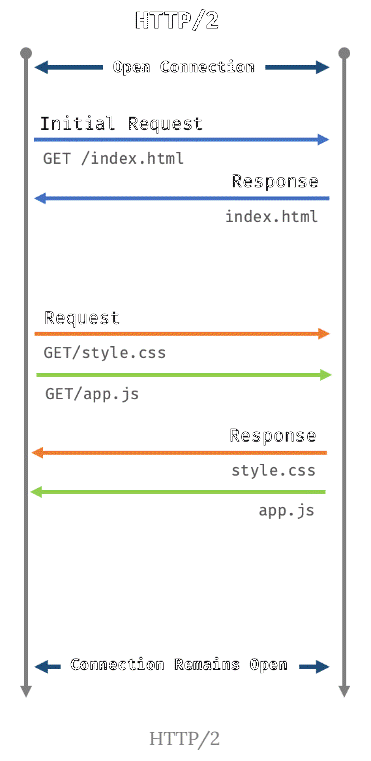 HTTP/2
Open Connection
Initial Request
GET /index.html
Response
index.html
Request
GET/style.css
GET/app.js
Response
style.css
app.js
Connection Remains Open
HTTP/2